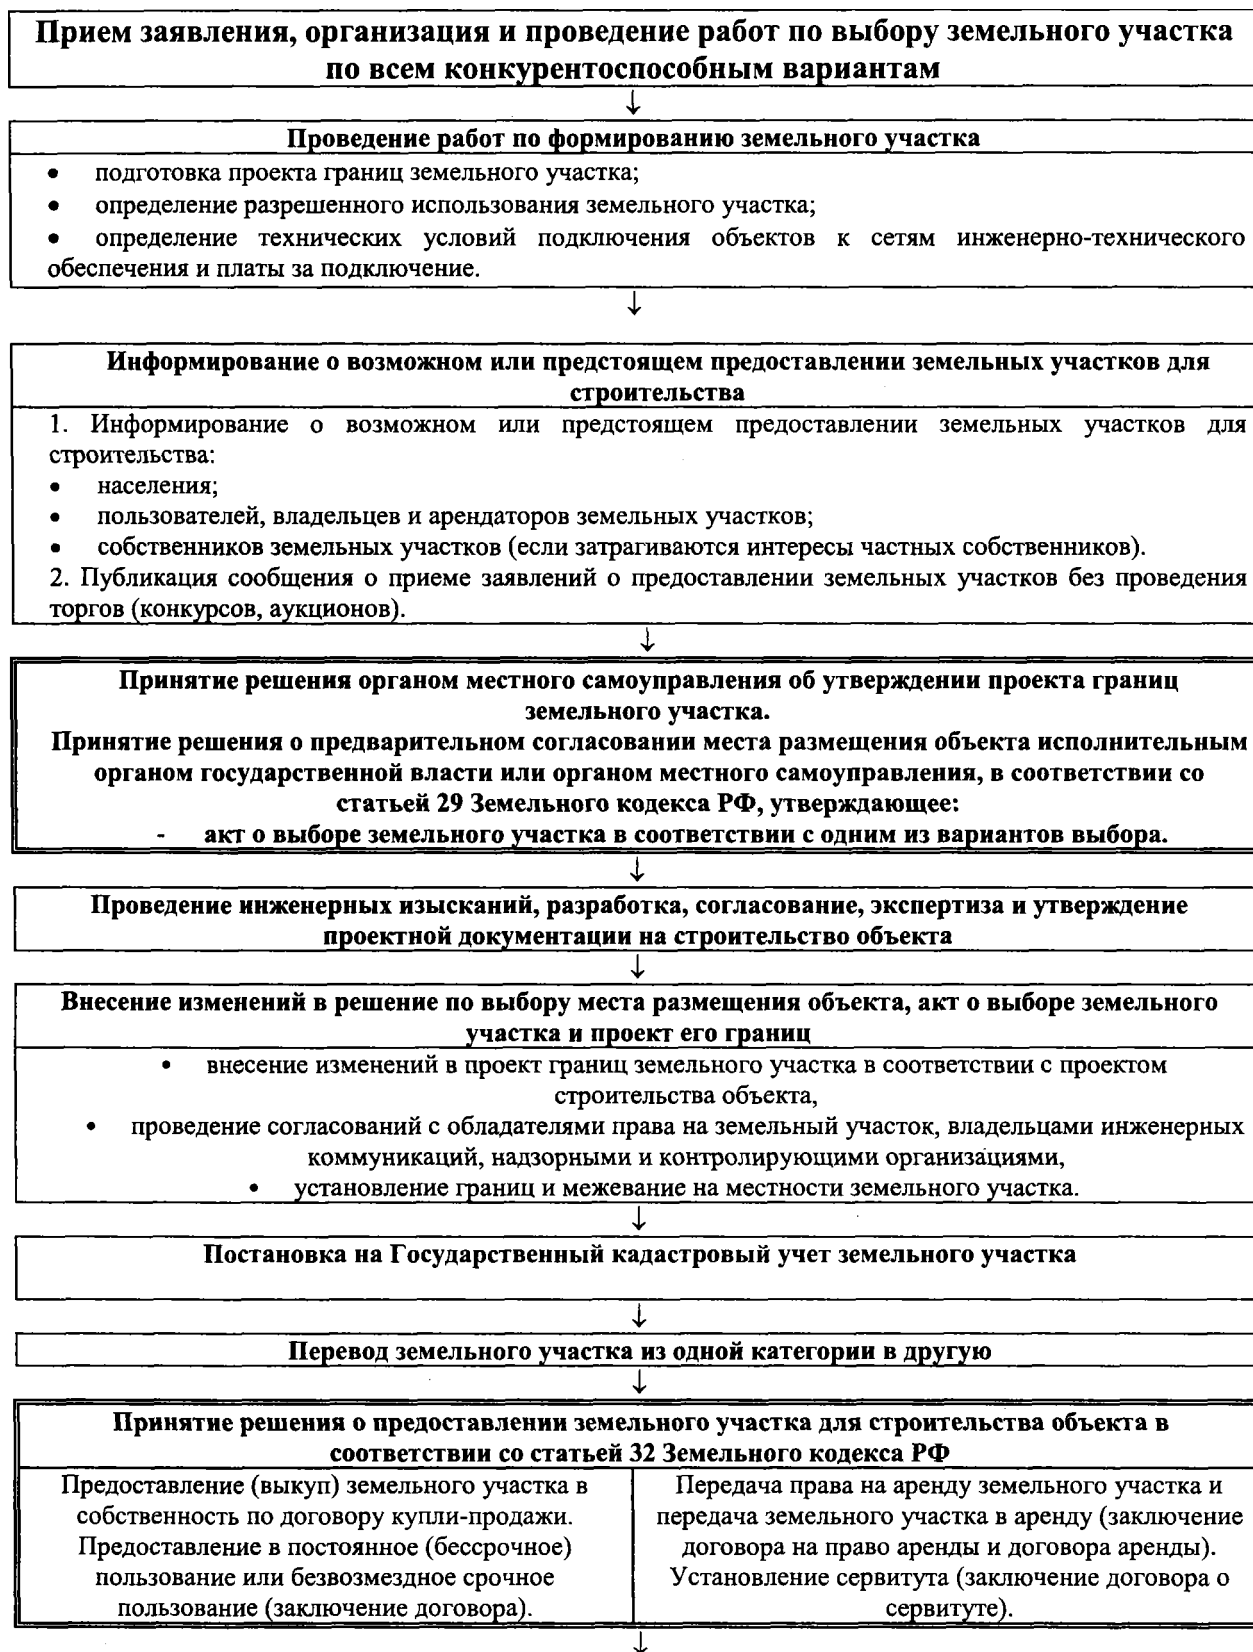 Прием заявления, организация и проведение работ по выбору земельного участка
по всем конкурентоспособным вариантам
↓
Проведение работ по формированию земельного участка
• подготовка проекта границ земельного участка;
• определение разрешенного использования земельного участка;
• определение технических условий подключения объектов к сетям инженерно-технического
обеспечения и платы за подключение.
↓
Информирование о возможном или предстоящем предоставлении земельных участков для
строительства
1. Информирование о возможном или предстоящем предоставлении земельных участков для
строительства:
• населения;
• пользователей, владельцев и арендаторов земельных участков;
• собственников земельных участков (если затрагиваются интересы частных собственников).
2. Публикация сообщения о приеме заявлений о предоставлении земельных участков без проведения
торгов (конкурсов, аукционов).
↓
Принятие решения органом местного самоуправления об утверждении проекта границ
земельного участка.
Принятие решения о предварительном согласовании места размещения объекта исполнительным
органом государственной власти или органом местного самоуправления, в соответствии со
статьей 29 Земельного кодекса РФ, утверждающее:
- акт о выборе земельного участка в соответствии с одним из вариантов выбора.
↓
Проведение инженерных изысканий, разработка, согласование, экспертиза и утверждение
проектной документации на строительство объекта
↓
Внесение изменений в решение по выбору места размещения объекта, акт о выборе земельного
участка и проект его границ
• внесение изменений в проект границ земельного участка в соответствии с проектом
строительства объекта,
• проведение согласований с обладателями права на земельный участок, владельцами инженерных
коммуникаций, надзорными и контролирующими организациями,
• установление границ и межевание на местности земельного участка.
↓
Постановка на Государственный кадастровый учет земельного участка
↓
Перевод земельного участка из одной категории в другую
↓
Принятие решения о предоставлении земельного участка для строительства объекта в
соответствии со статьей 32 Земельного кодекса РФ
Предоставление (выкуп) земельного участка в
собственность по договору купли-продажи.
Предоставление в постоянное (бессрочное)
пользование или безвозмездное срочное
пользование (заключение договора).
Передача права на аренду земельного участка и
передача земельного участка в аренду (заключение
договора на право аренды и договора аренды).
Установление сервитута (заключение договора о
сервитуте).
↓